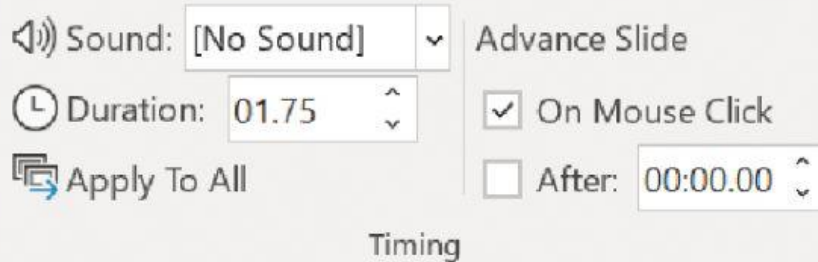 Sound: [No Sound]
Duration: 01.75
Apply To All
Advance Slide
On Mouse Click
After: 00:00.00
Timing